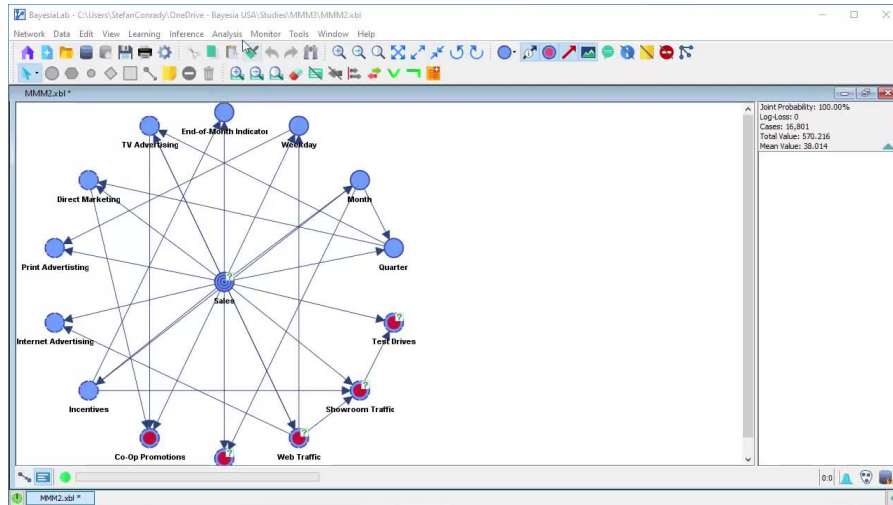 BayesiaLab - C:\Users\StefanConrady\OneDrive - Bayesia USA\Studies\MMM3\MMM2.xbl
Network Data Edit View Learning Inference Analysis Monitor Tools Window Help
MMM2.xbl *
Joint Probability: 100.00%
Log-Loss: 0
Cases: 16,801
Total Value: 570.216
Mean Value: 38.014
End-of-Month Indicator
TV Advertising
Weekday
Direct Marketing
Month
Print Advertisting
Quarter
Sales
Internet Advertising
Test Drives
Incentives
Showroom Traffic
Co-Op Promotions
Web Traffic
0:0
MMM2.xbl *